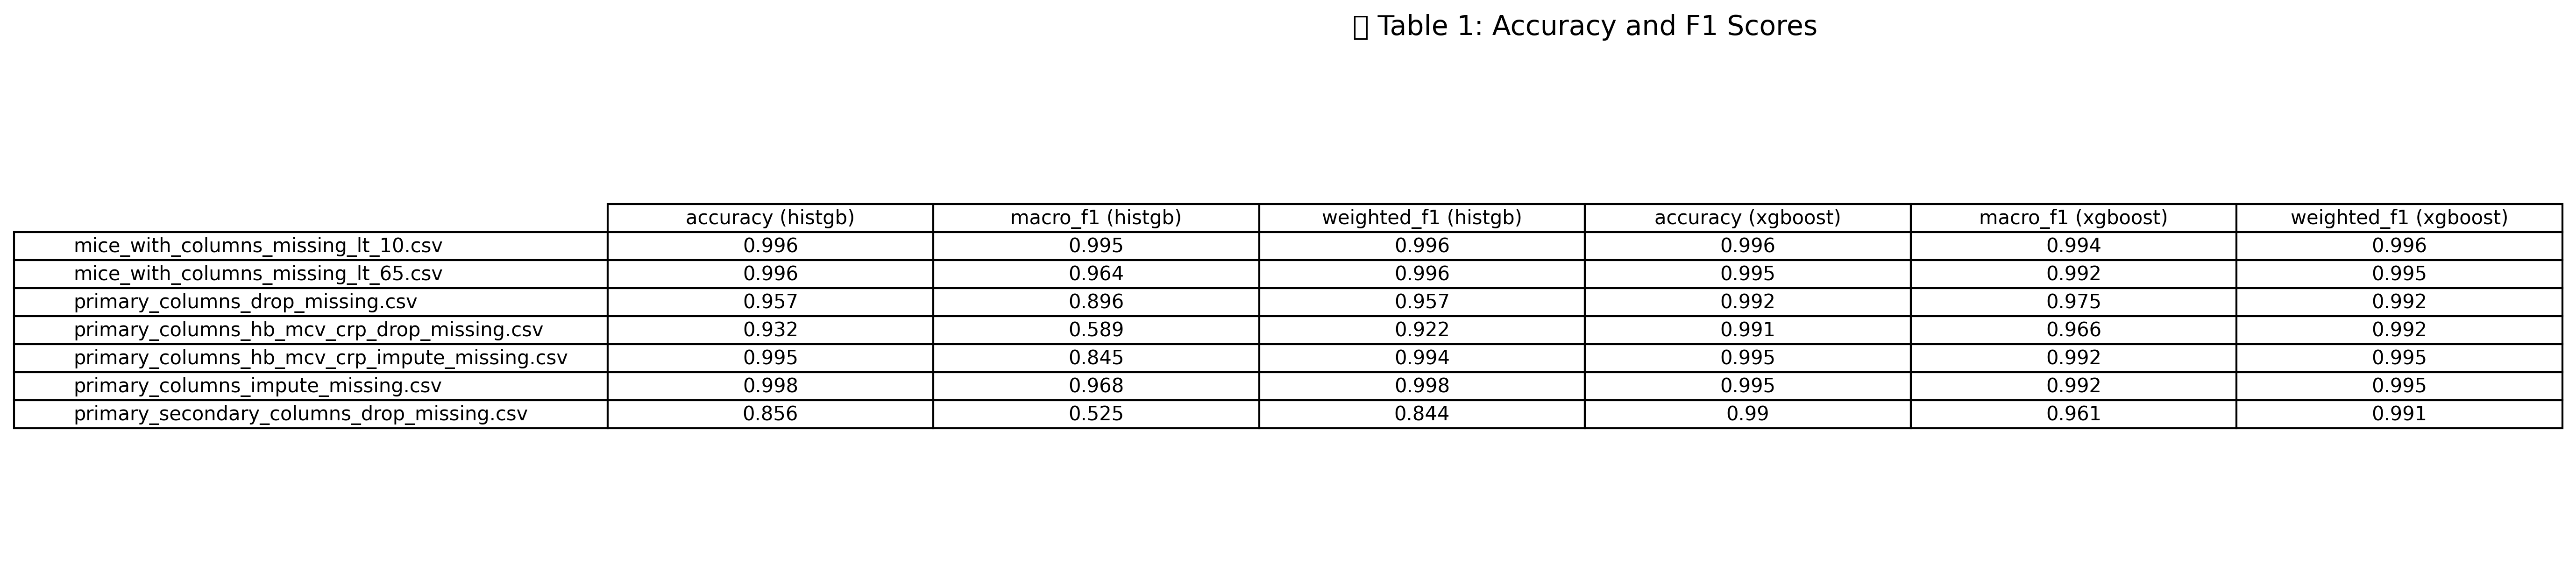 Table 1: Accuracy and F1 Scores
accuracy (histgb) macro_f1 (histgb) weighted_f1 (histgb) accuracy (xgboost) macro_f1 (xgboost) weighted_f1 (xgboost)
mice_with_columns_missing_lt_10.csv 0.996 0.995 0.996 0.996 0.994 0.996
mice_with_columns_missing_lt_65.csv 0.996 0.964 0.996 0.995 0.992 0.995
primary_columns_drop_missing.csv 0.957 0.896 0.957 0.992 0.975 0.992
primary_columns_hb_mcv_crp_drop_missing.csv 0.932 0.589 0.922 0.991 0.966 0.992
primary_columns_hb_mcv_crp_impute_missing.csv 0.995 0.845 0.994 0.995 0.992 0.995
primary_columns_impute_missing.csv 0.998 0.968 0.998 0.995 0.992 0.995
primary_secondary_columns_drop_missing.csv 0.856 0.525 0.844 0.99 0.961 0.991